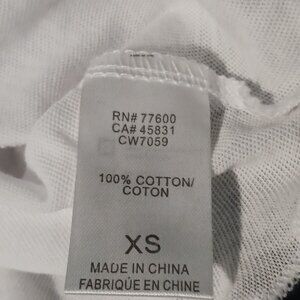 RN# 77600
CA# 45831
CW7059
100% COTTON/
COTON
XS
MADE IN CHINA
FABRIQUÉ EN CHINE